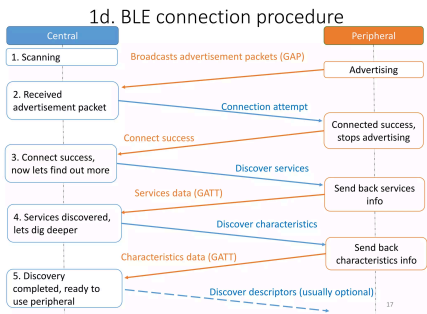 1d. BLE connection procedure
Central
Peripheral
1. Scanning
Broadcasts advertisement packets (GAP)
Advertising
2. Received
advertisement packet
Connection attempt
Connected success,
stops advertising
Connect success
3. Connect success,
now lets find out more
Discover services
Services data (GATT)
Send back services
info
4. Services discovered,
lets dig deeper
Discover characteristics
Send back
characteristics info
Characteristics data (GATT)
5. Discovery
completed, ready to
use peripheral
Discover descriptors (usually optional)
17